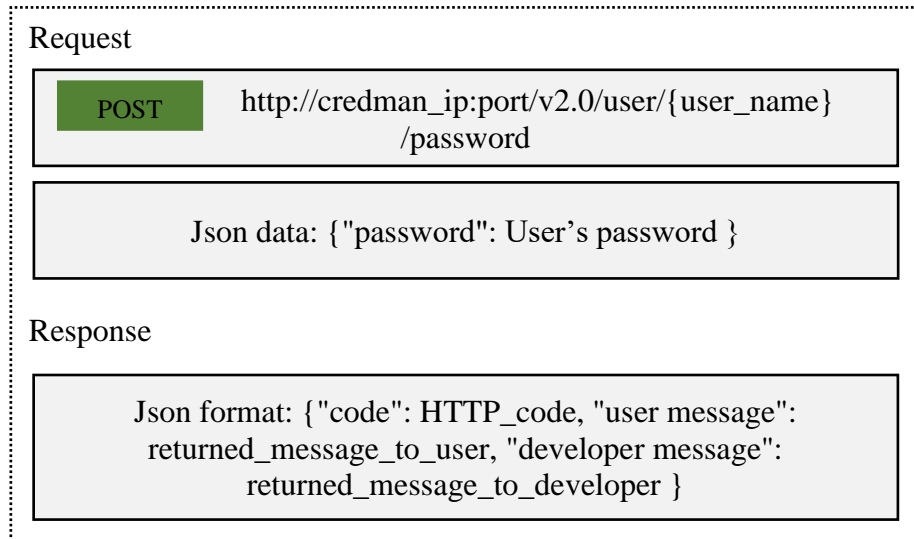 Request
POST http://credman_ip:port/v2.0/user/{user_name}
/password
Json data: {"password": User’s password }
Response
Json format: {"code": HTTP_code, "user message":
returned_message_to_user, "developer message":
returned_message_to_developer }